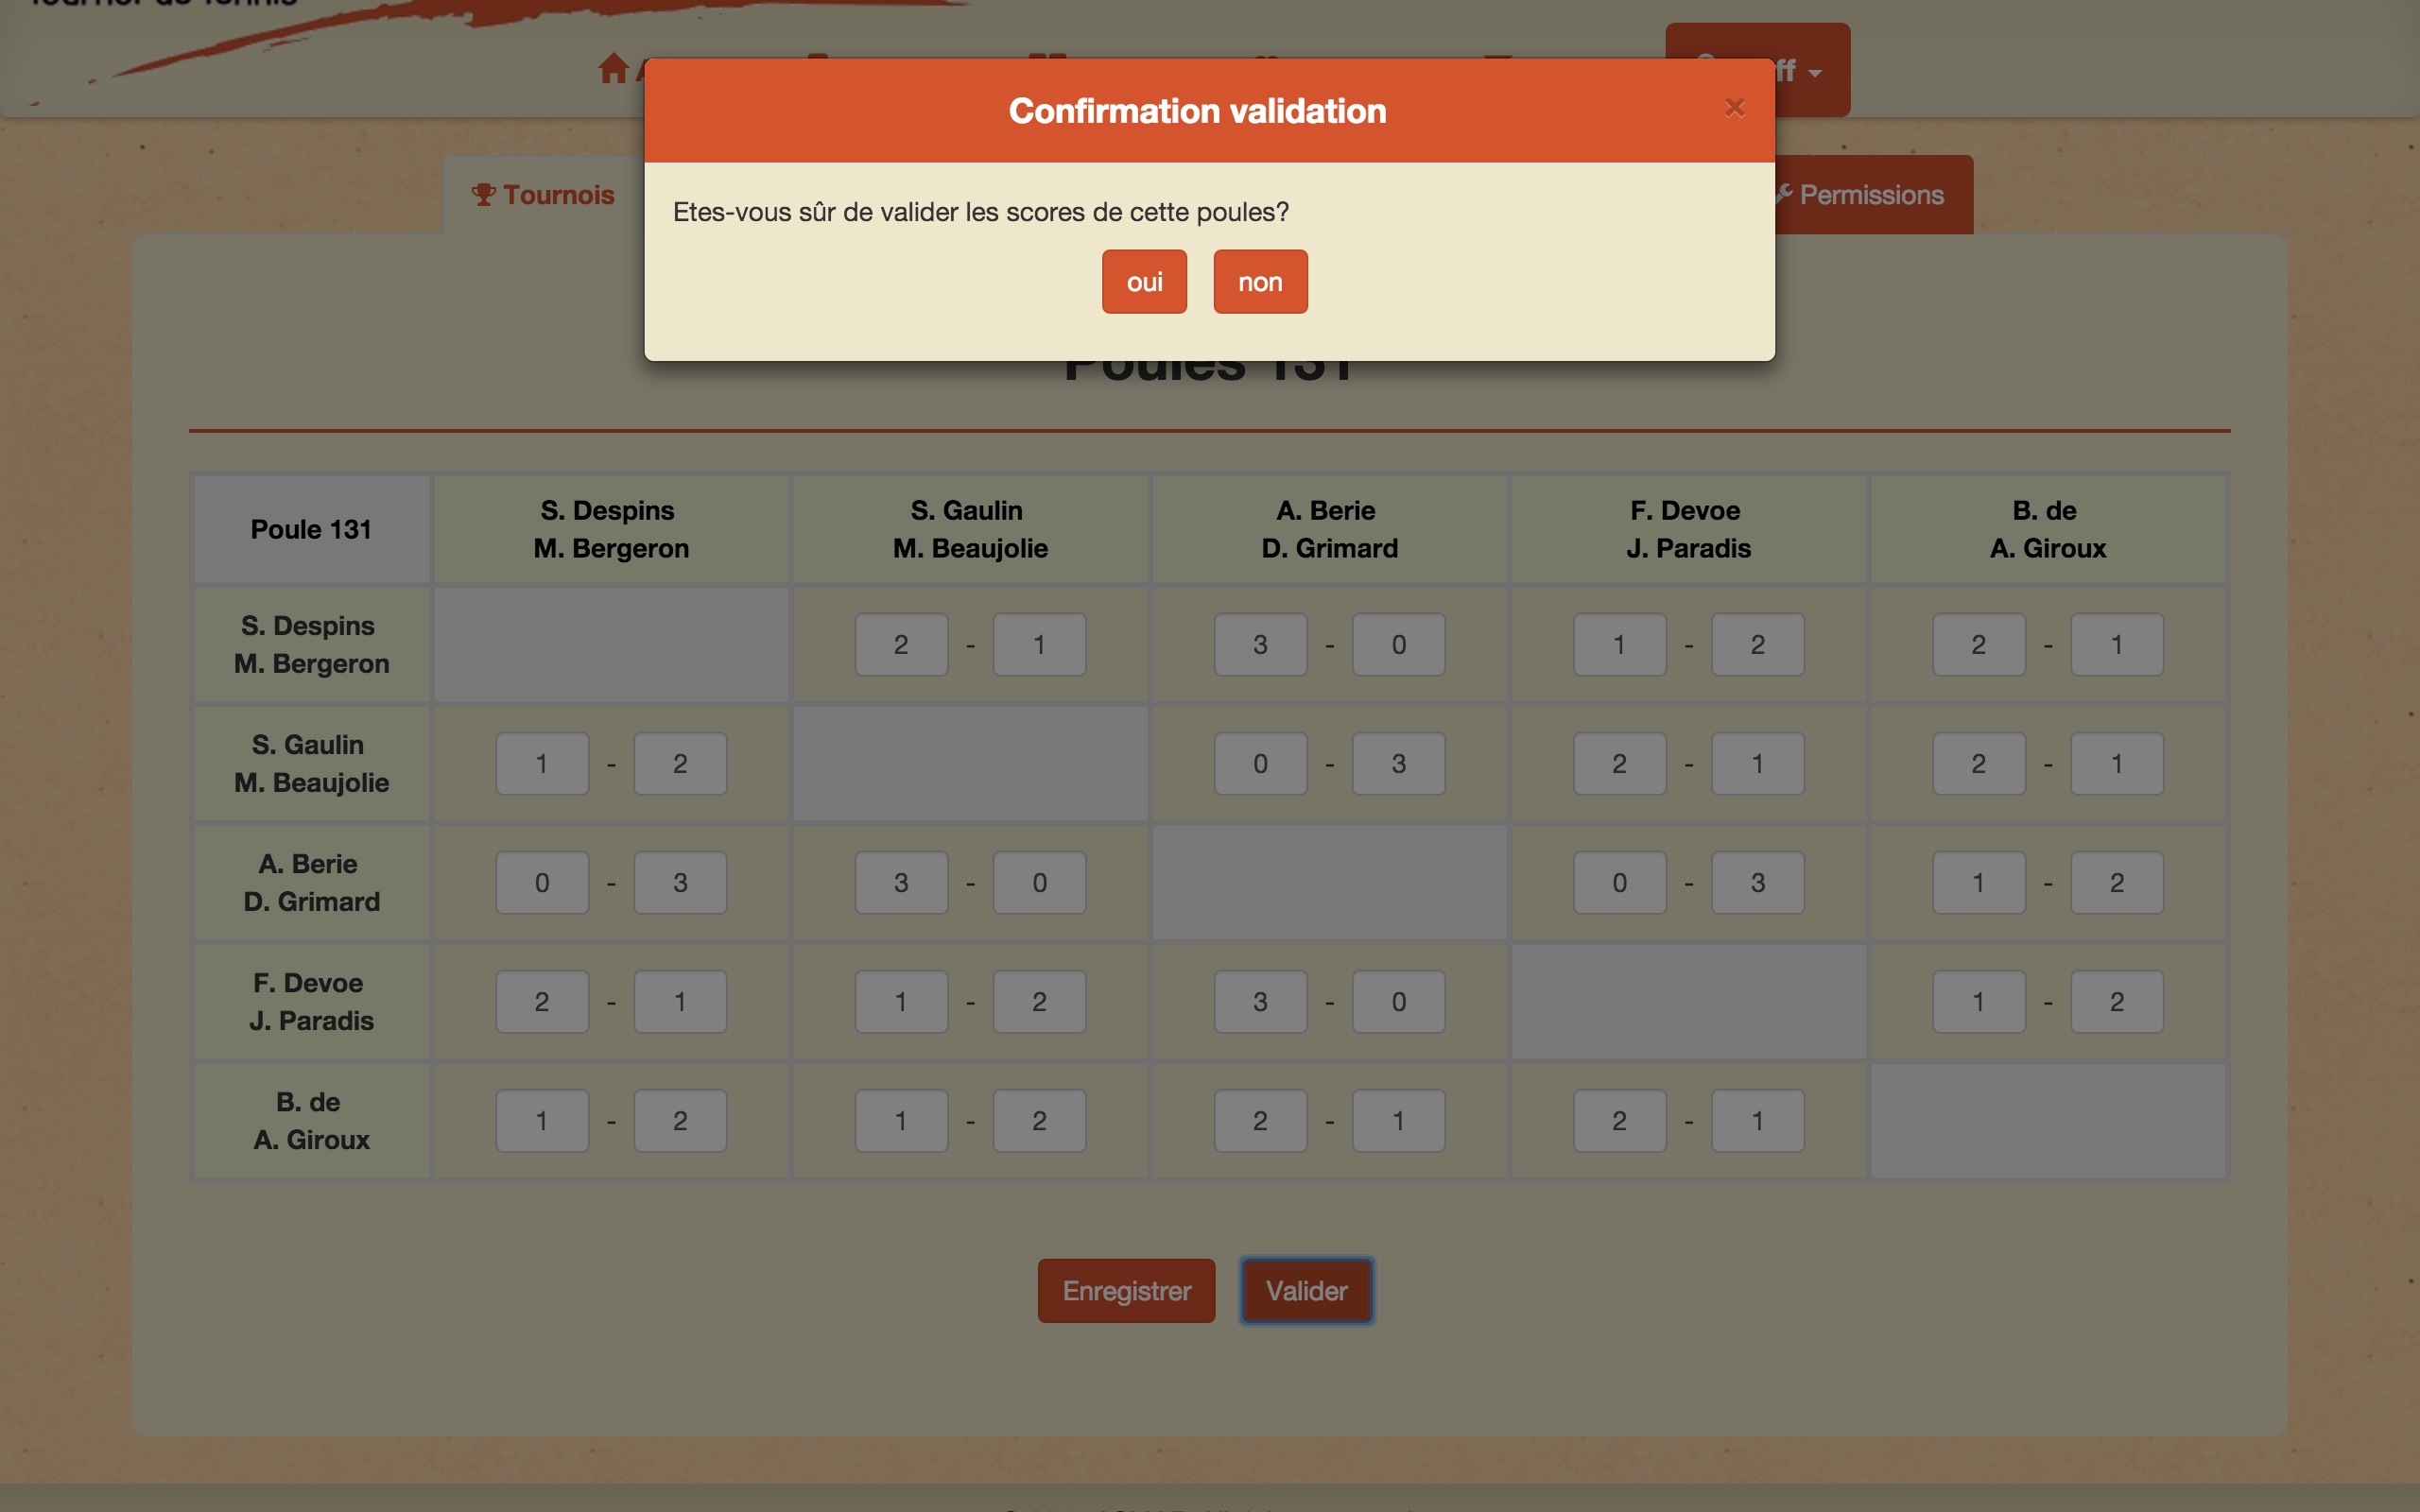 Tournoi de Tennis
Confirmation validation
×
Tournois
Permissions
Etes-vous sûr de valider les scores de cette poules?
oui
non
Poules 131
Poule 131
S. Despins
M. Bergeron
S. Gaulin
M. Beaujolie
A. Berie
D. Grimard
F. Devoe
J. Paradis
B. de
A. Giroux
S. Despins
M. Bergeron
2 - 1
3 - 0
1 - 2
2 - 1
S. Gaulin
M. Beaujolie
1 - 2
0 - 3
2 - 1
2 - 1
A. Berie
D. Grimard
0 - 3
3 - 0
0 - 3
1 - 2
F. Devoe
J. Paradis
2 - 1
1 - 2
3 - 0
1 - 2
B. de
A. Giroux
1 - 2
1 - 2
2 - 1
2 - 1
Enregistrer
Valider